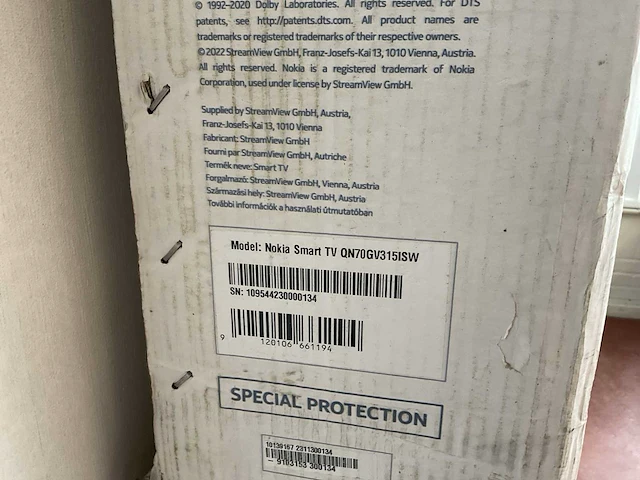 © 1992-2020 Dolby Laboratories. All rights reserved. For DTS
patents, see http://patents.dts.com. All product names are
trademarks or registered trademarks of their respective owners.
© 2022 StreamView GmbH, Franz-Josefs-Kai 13, 1010 Vienna, Austria.
All rights reserved. Nokia is a registered trademark of Nokia
Corporation, used under license by StreamView GmbH.
Supplied by StreamView GmbH, Austria,
Franz-Josefs-Kai 13, 1010 Vienna
Fabricant: StreamView GmbH
Fourni par StreamView GmbH, Autriche
Termék neve: Smart TV
Forgalmazó: StreamView GmbH, Vienna, Austria
Származási hely: StreamView GmbH, Austria
További információk a használati útmutatóban
Model: Nokia Smart TV QN70GV315ISW
SN: 109544230000134
9 120106 661194
SPECIAL PROTECTION
10139167 2311300134
300134